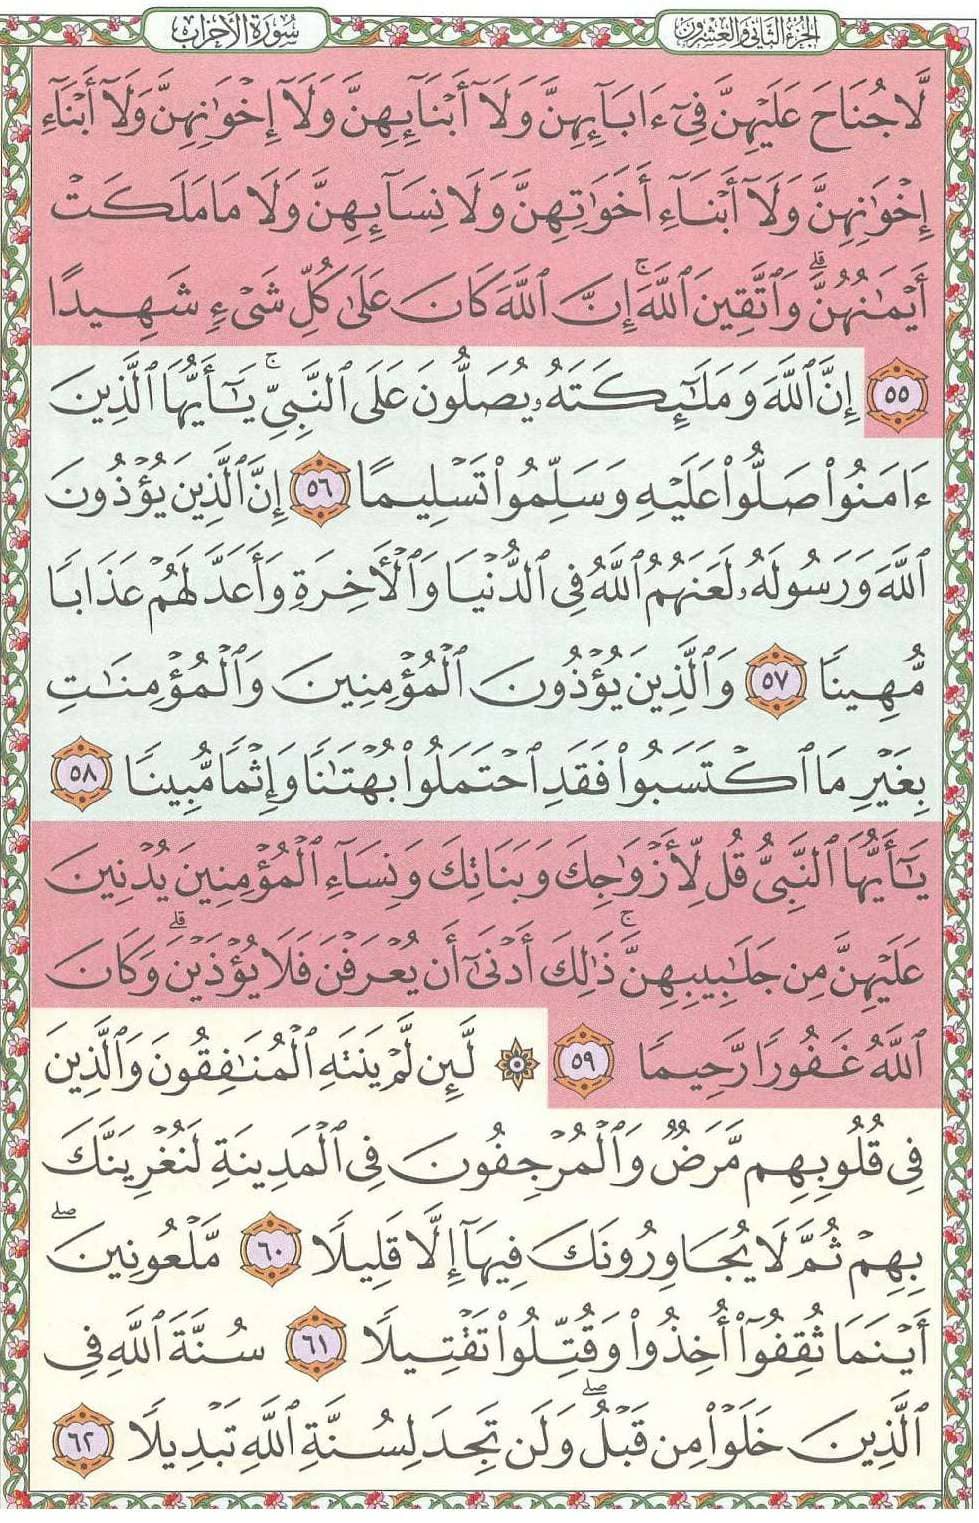 الجزء الثاني والعشرون
سورة الأحزاب
لَّا جُنَاحَ عَلَيْهِنَّ فِىٓ ءَابَآئِهِنَّ وَلَآ أَبْنَآئِهِنَّ وَلَآ إِخْوَٰنِهِنَّ وَلَآ أَبْنَآءِ
إِخْوَٰنِهِنَّ وَلَآ أَبْنَآءِ أَخَوَٰتِهِنَّ وَلَا نِسَآئِهِنَّ وَلَا مَا مَلَكَتْ
أَيْمَٰنُهُنَّ ۗ وَٱتَّقِينَ ٱللَّهَ ۚ إِنَّ ٱللَّهَ كَانَ عَلَىٰ كُلِّ شَىْءٍ شَهِيدًا
٥٥ إِنَّ ٱللَّهَ وَمَلَٰٓئِكَتَهُۥ يُصَلُّونَ عَلَى ٱلنَّبِىِّ ۚ يَٰٓأَيُّهَا ٱلَّذِينَ
ءَامَنُوا۟ صَلُّوا۟ عَلَيْهِ وَسَلِّمُوا۟ تَسْلِيمًا ٥٦ إِنَّ ٱلَّذِينَ يُؤْذُونَ
ٱللَّهَ وَرَسُولَهُۥ لَعَنَهُمُ ٱللَّهُ فِى ٱلدُّنْيَا وَٱلْأَخِرَةِ وَأَعَدَّ لَهُمْ عَذَابًا
مُّهِينًا ٥٧ وَٱلَّذِينَ يُؤْذُونَ ٱلْمُؤْمِنِينَ وَٱلْمُؤْمِنَٰتِ
بِغَيْرِ مَا ٱكْتَسَبُوا۟ فَقَدِ ٱحْتَمَلُوا۟ بُهْتَٰنًا وَإِثْمًا مُّبِينًا ٥٨
يَٰٓأَيُّهَا ٱلنَّبِىُّ قُل لِّأَزْوَٰجِكَ وَبَنَاتِكَ وَنِسَآءِ ٱلْمُؤْمِنِينَ يُدْنِينَ
عَلَيْهِنَّ مِن جَلَٰبِيبِهِنَّ ۚ ذَٰلِكَ أَدْنَىٰٓ أَن يُعْرَفْنَ فَلَا يُؤْذَيْنَ ۗ وَكَانَ
ٱللَّهُ غَفُورًا رَّحِيمًا ٥٩ لَّئِن لَّمْ يَنتَهِ ٱلْمُنَٰفِقُونَ وَٱلَّذِينَ
فِى قُلُوبِهِم مَّرَضٌ وَٱلْمُرْجِفُونَ فِى ٱلْمَدِينَةِ لَنُغْرِيَنَّكَ
بِهِمْ ثُمَّ لَا يُجَاوِرُونَكَ فِيهَآ إِلَّا قَلِيلًا ٦٠ مَّلْعُونِينَ ۖ
أَيْنَمَا ثُقِفُوٓا۟ أُخِذُوا۟ وَقُتِّلُوا۟ تَقْتِيلًا ٦١ سُنَّةَ ٱللَّهِ فِى
ٱلَّذِينَ خَلَوْا۟ مِن قَبْلُ ۖ وَلَن تَجِدَ لِسُنَّةِ ٱللَّهِ تَبْدِيلًا ٦٢